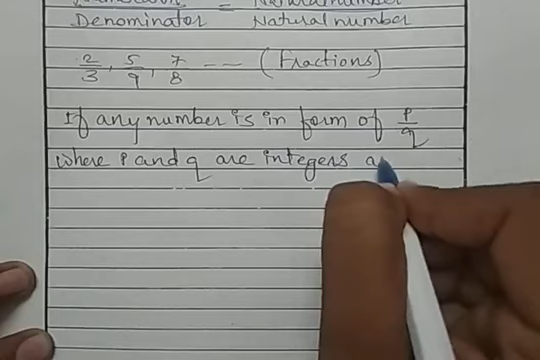 Denominator = Natural number
2/3, 5/9, 7/8 -- -- (Fractions)
If any number is in form of p/q
where p and q are integers a